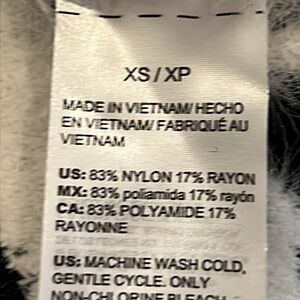 XS / XP
MADE IN VIETNAM/ HECHO
EN VIETNAM/ FABRIQUÉ AU
VIETNAM
US: 83% NYLON 17% RAYON
MX: 83% poliamida 17% rayón
CA: 83% POLYAMIDE 17%
RAYONNE
US: MACHINE WASH COLD,
GENTLE CYCLE. ONLY
NON-CHLORINE BLEACH